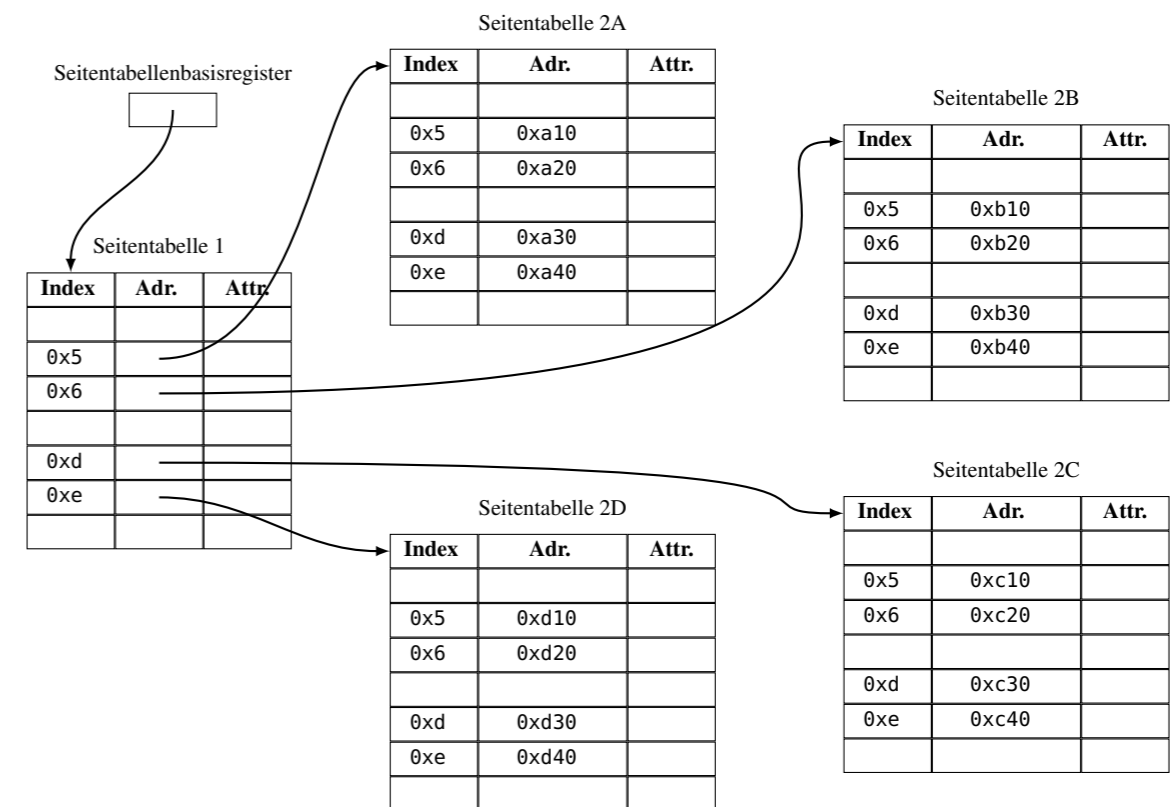 Seitentabellenbasisregister
Seitentabelle 1
Index Adr. Attr.
0x5
0x6
0xd
0xe
Seitentabelle 2A
Index Adr. Attr.
0x5 0xa10
0x6 0xa20
0xd 0xa30
0xe 0xa40
Seitentabelle 2B
Index Adr. Attr.
0x5 0xb10
0x6 0xb20
0xd 0xb30
0xe 0xb40
Seitentabelle 2C
Index Adr. Attr.
0x5 0xc10
0x6 0xc20
0xd 0xc30
0xe 0xc40
Seitentabelle 2D
Index Adr. Attr.
0x5 0xd10
0x6 0xd20
0xd 0xd30
0xe 0xd40